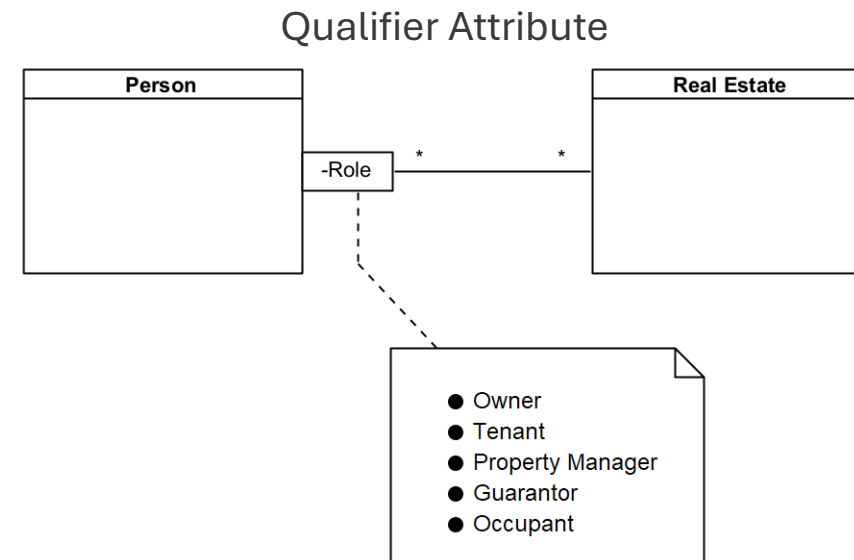 Qualifier Attribute
Person
Real Estate
-Role
* *
● Owner
● Tenant
● Property Manager
● Guarantor
● Occupant